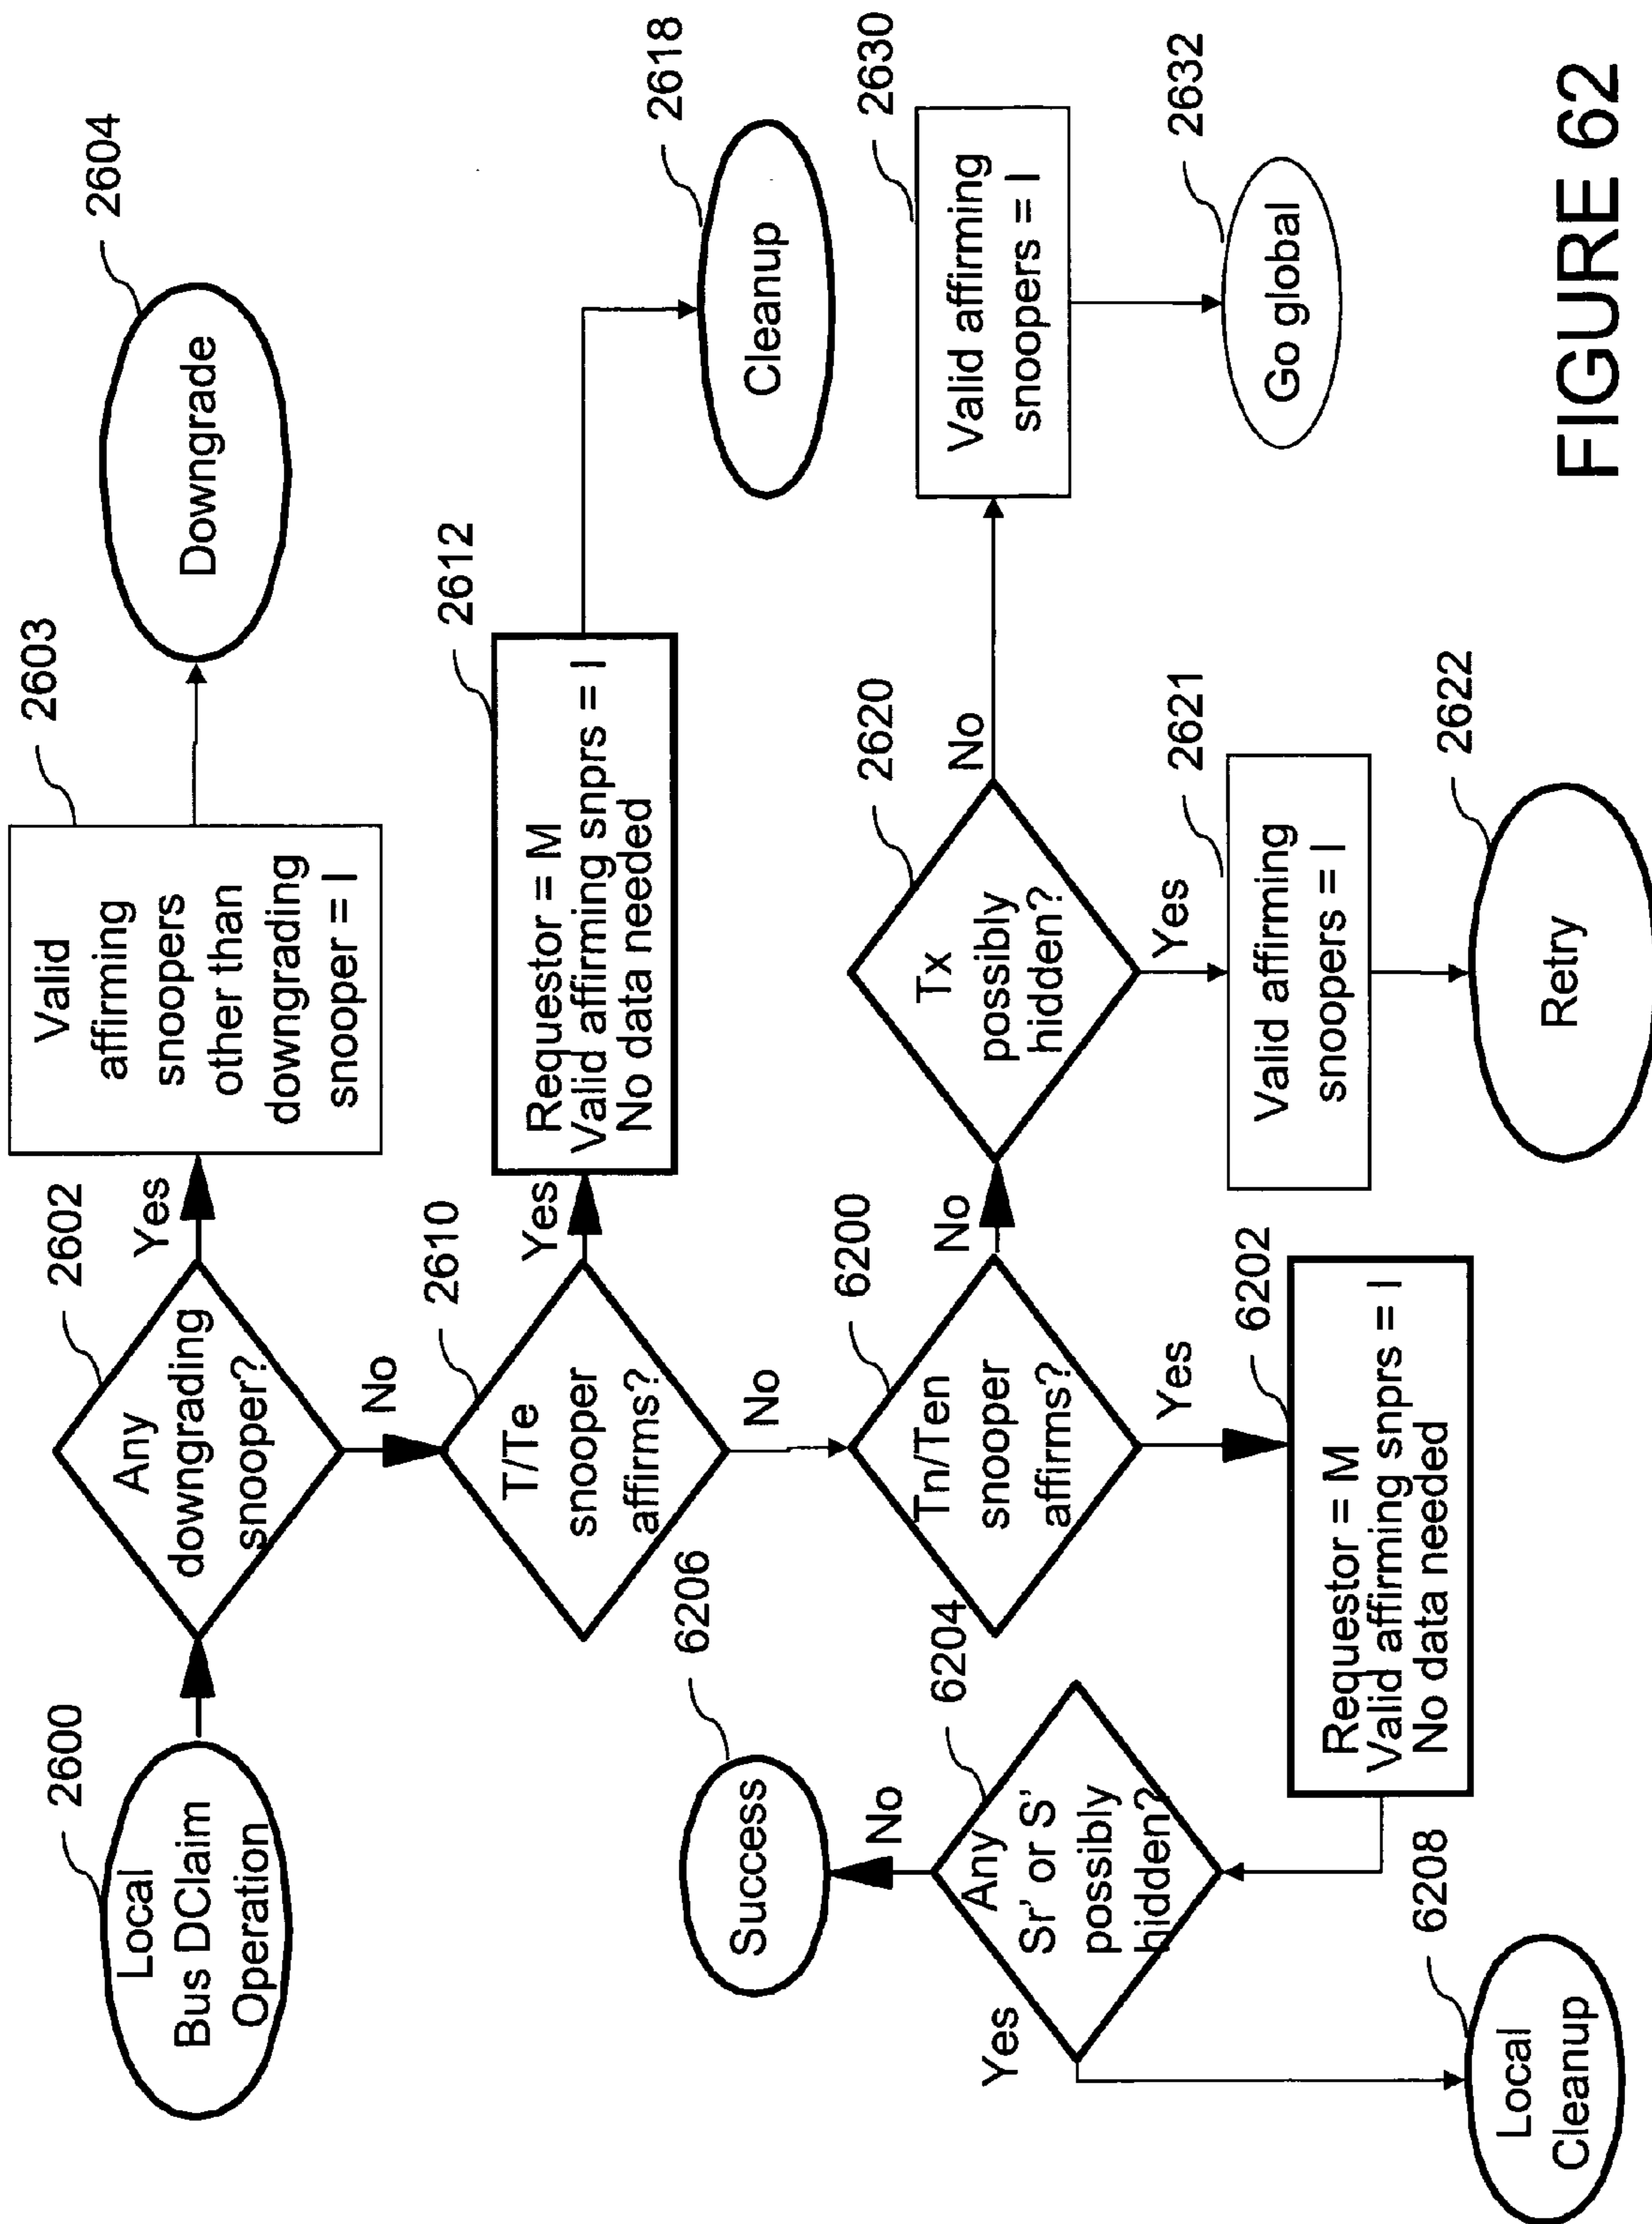 2600
Local
Bus DClaim
Operation
2602
Any
downgrading
snooper?
Yes
No
2603
Valid
affirming
snoopers
other than
downgrading
snooper = I
2604
Downgrade
2610
T/Te
snooper
affirms?
Yes
No
2612
Requestor = M
Valid affirming snprs = I
No data needed
2618
Cleanup
6200
Tn/Ten
snooper
affirms?
No
Yes
2620
Tx
possibly
hidden?
No
Yes
2630
Valid affirming
snoopers = I
2632
Go global
2621
Valid affirming
snoopers = I
2622
Retry
6202
Requestor = M
Valid affirming snprs = I
No data needed
6204
Any
Sr' or S'
possibly
hidden?
No
Yes
6206
Success
6208
Local
Cleanup
FIGURE 62